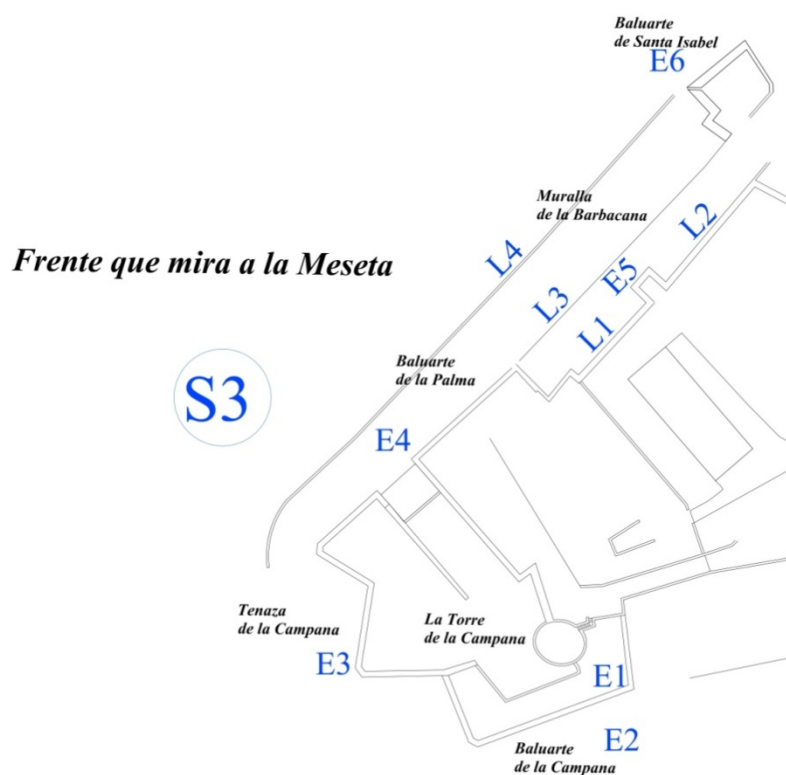 Baluarte
de Santa Isabel
E6
Muralla
de la Barbacana
L2
Frente que mira a la Meseta
L4
E5
L3
L1
Baluarte
de la Palma
S3
E4
Tenaza
de la Campana
La Torre
de la Campana
E3
E1
E2
Baluarte
de la Campana